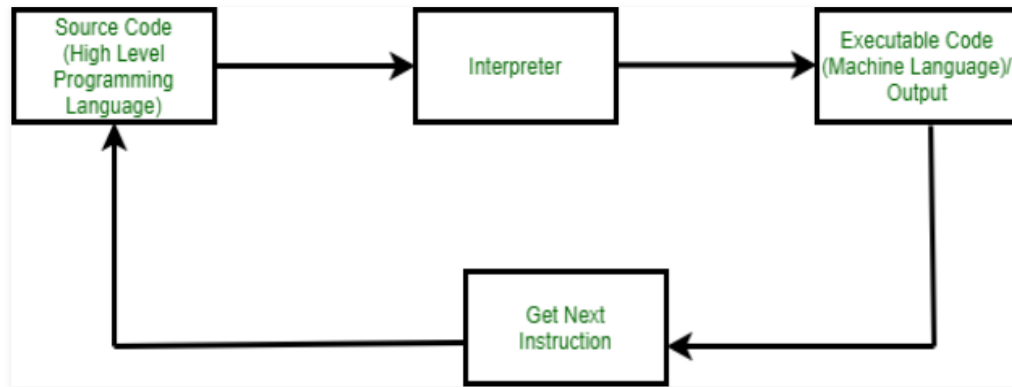 Source Code
(High Level
Programming
Language)
Interpreter
Executable Code
(Machine Language)/
Output
Get Next
Instruction